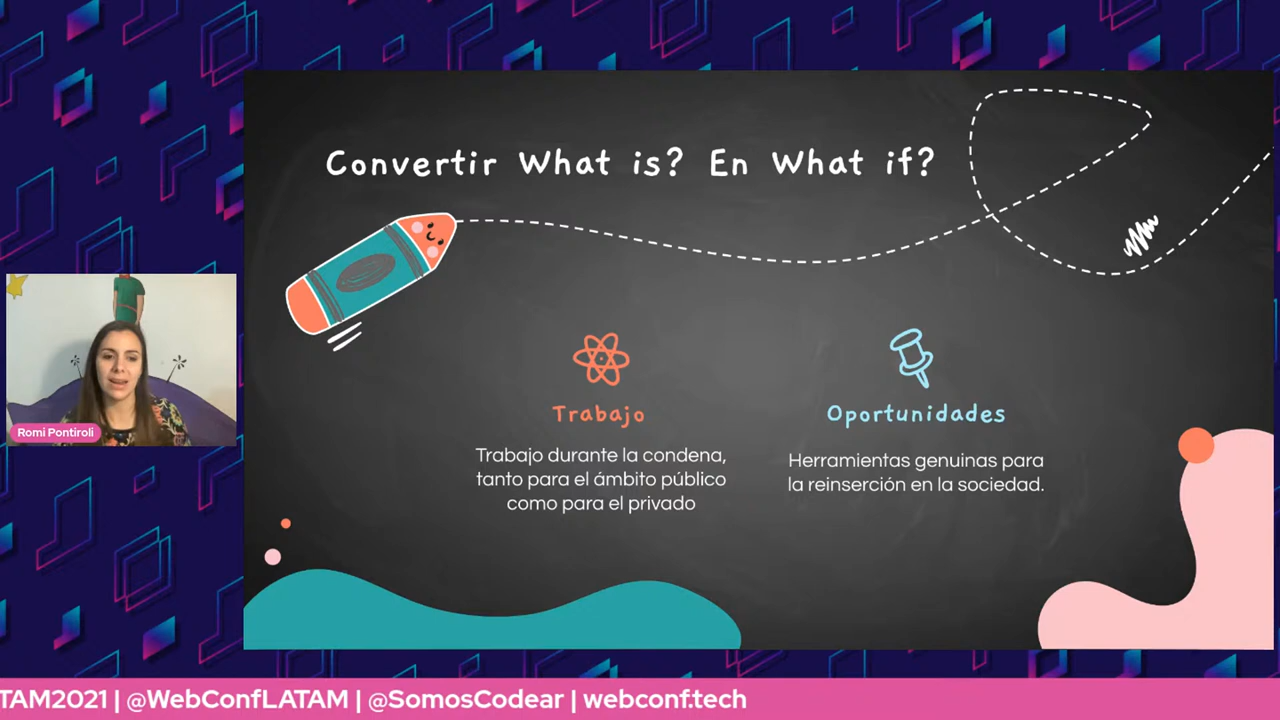 Convertir What is? En What if?
Trabajo
Trabajo durante la condena,
tanto para el ámbito público
como para el privado
Oportunidades
Herramientas genuinas para
la reinserción en la sociedad.
Romi Pontiroli
TAM2021 | @WebConfLATAM | @SomosCodear | webconf.tech